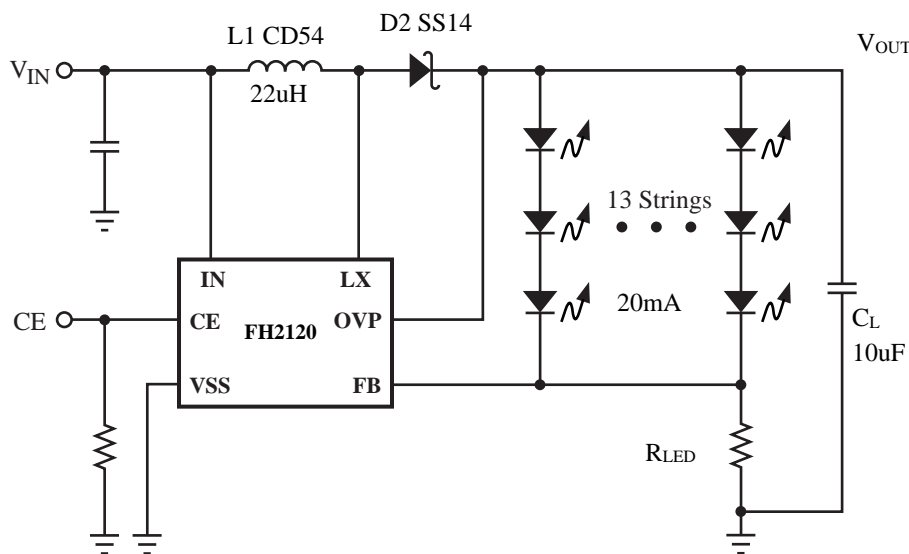 D2 SS14
L1 CD54
VOUT
VIN
22uH
13 Strings
IN
LX
CE
CE
FH2120
OVP
20mA
CL
10uF
VSS
FB
RLED